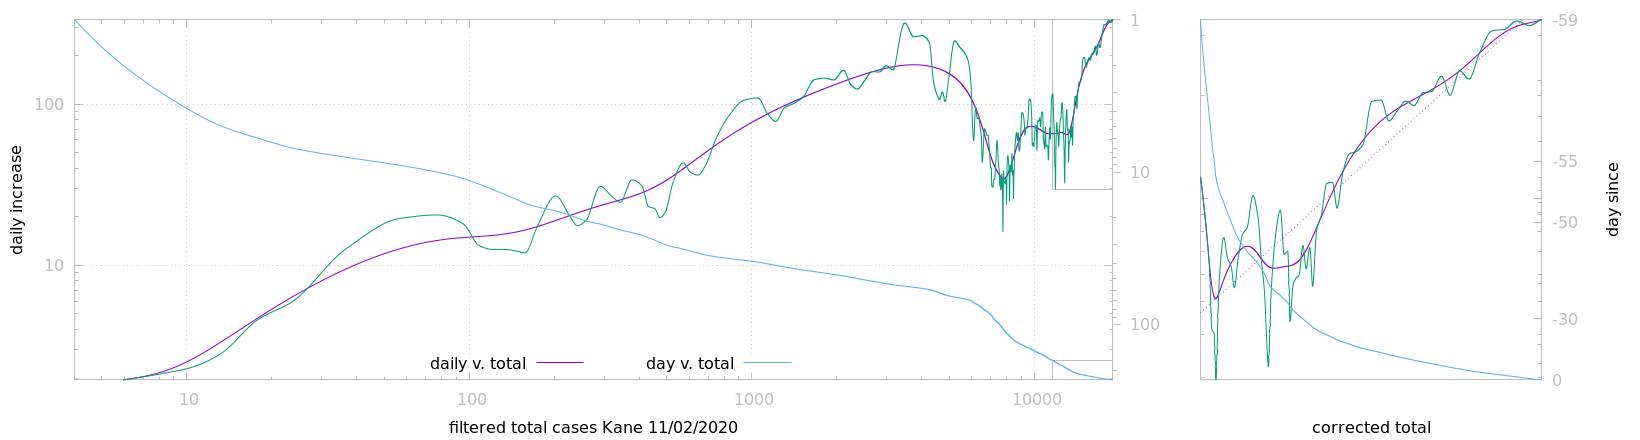 daily increase
100
10
10
100
1000
10000
1
10
100
daily v. total
day v. total
filtered total cases Kane 11/02/2020
-59
-55
-50
-30
0
day since
corrected total